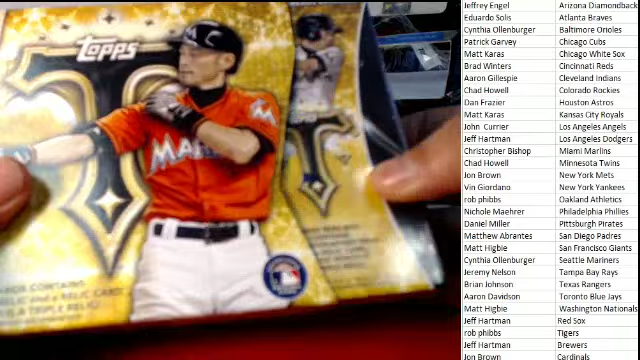 Topps
T
MIA
M
T
Jeffrey Engel Arizona Diamondback
Eduardo Solis Atlanta Braves
Cynthia Ollenburger Baltimore Orioles
Patrick Garvey Chicago Cubs
Matt Karas Chicago White Sox
Brad Winters Cincinnati Reds
Aaron Gillespie Cleveland Indians
Chad Howell Colorado Rockies
Dan Frazier Houston Astros
Matt Karas Kansas City Royals
John Currier Los Angeles Angels
Jeff Hartman Los Angeles Dodgers
Christopher Bishop Miami Marlins
Chad Howell Minnesota Twins
Jon Brown New York Mets
Vin Giordano New York Yankees
rob phibbs Oakland Athletics
Nichole Maehrer Philadelphia Phillies
Daniel Miller Pittsburgh Pirates
Matthew Abrantes San Diego Padres
Matt Higbie San Francisco Giants
Cynthia Ollenburger Seattle Mariners
Jeremy Nelson Tampa Bay Rays
Brian Johnson Texas Rangers
Aaron Davidson Toronto Blue Jays
Matt Higbie Washington Nationals
Jeff Hartman Red Sox
rob phibbs Tigers
Jeff Hartman Brewers
Jon Brown Cardinals